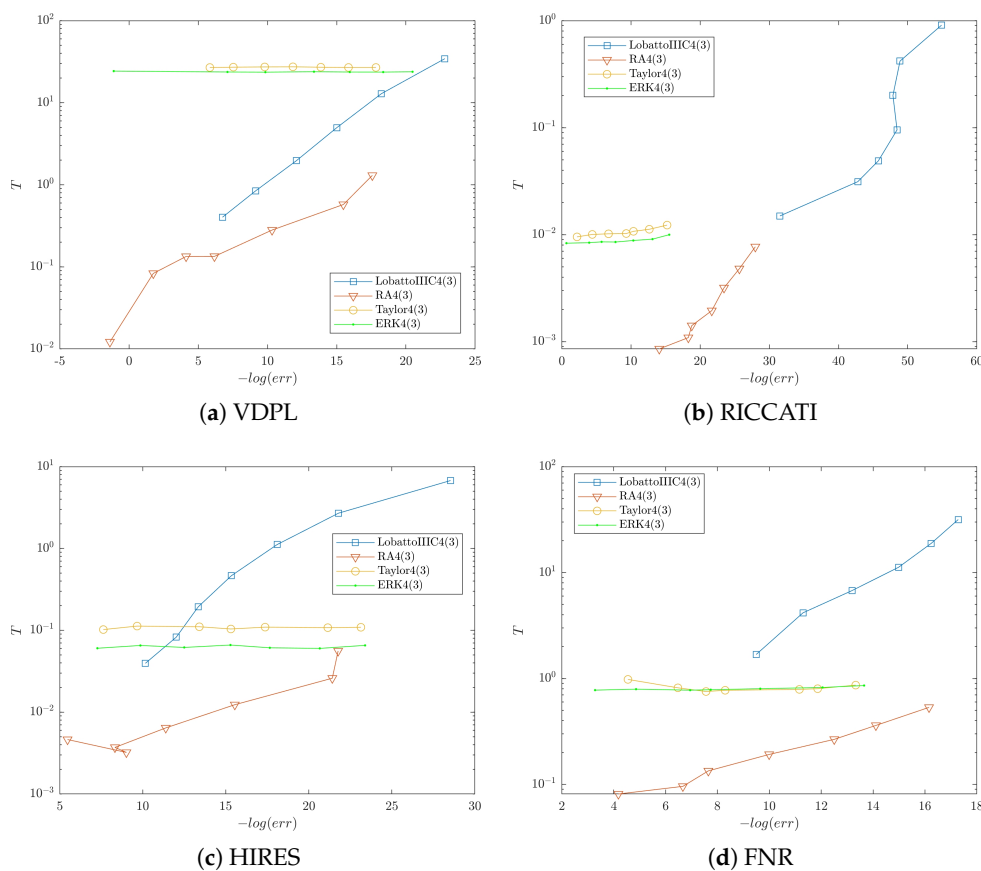 10^2
10^1
10^0
10^-1
10^-2
T
LobattoIIIC4(3)
RA4(3)
Taylor4(3)
ERK4(3)
-5 0 5 10 15 20 25
−log(err)
(a) VDPL
10^0
10^-1
10^-2
10^-3
T
LobattoIIIC4(3)
RA4(3)
Taylor4(3)
ERK4(3)
0 10 20 30 40 50 60
−log(err)
(b) RICCATI
10^1
10^0
10^-1
10^-2
10^-3
T
LobattoIIIC4(3)
RA4(3)
Taylor4(3)
ERK4(3)
5 10 15 20 25 30
−log(err)
(c) HIRES
10^2
10^1
10^0
10^-1
T
LobattoIIIC4(3)
RA4(3)
Taylor4(3)
ERK4(3)
2 4 6 8 10 12 14 16 18
−log(err)
(d) FNR